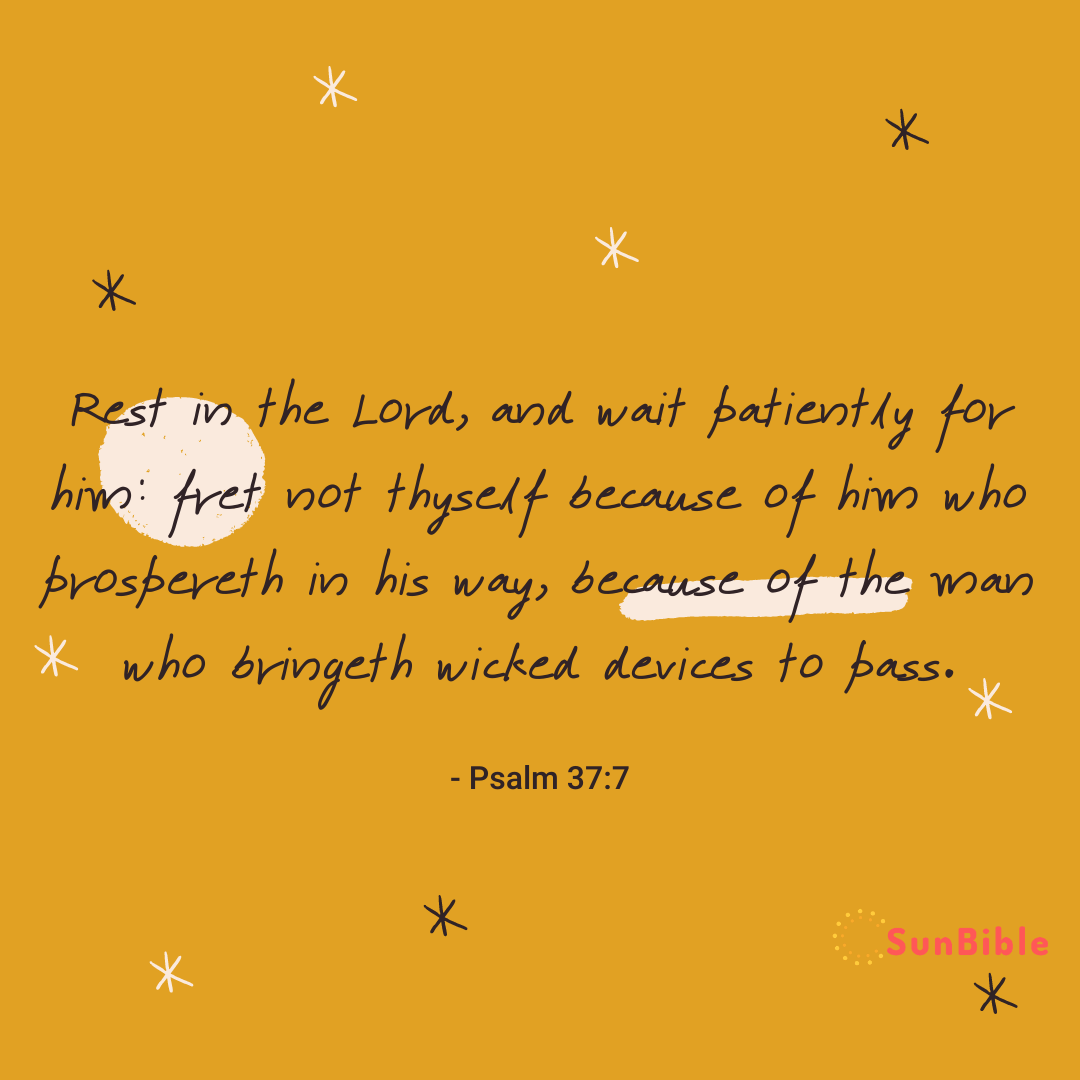 Rest in the Lord, and wait patiently for
him: fret not thyself because of him who
prospereth in his way, because of the man
who bringeth wicked devices to pass.
- Psalm 37:7
SunBible